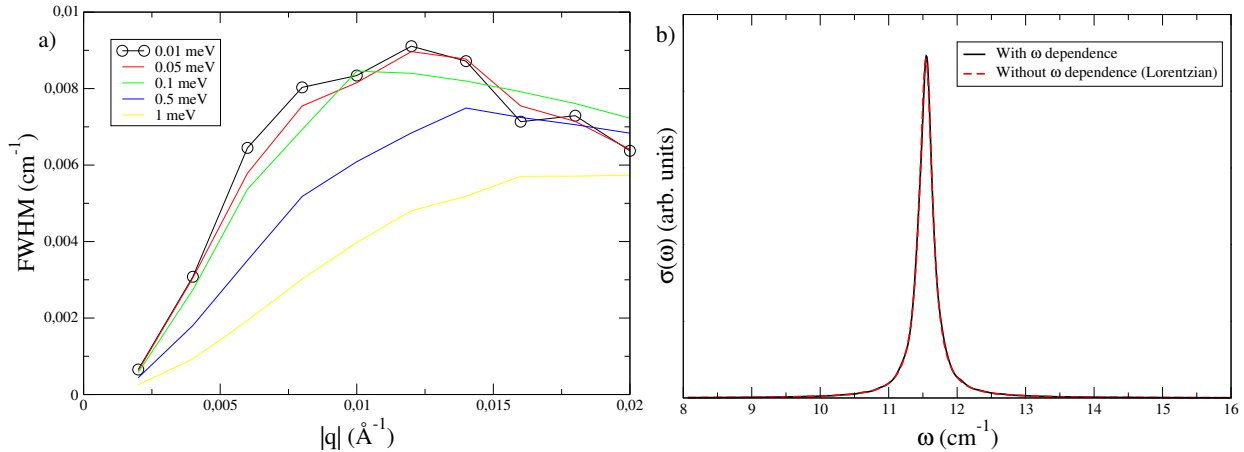 a)
0.01 meV
0.05 meV
0.1 meV
0.5 meV
1 meV
0,01
0,008
0,006
0,004
0,002
0
FWHM (cm⁻¹)
0
0,005
0,01
0,015
0,02
|q| (Å⁻¹)
b)
With ω dependence
Without ω dependence (Lorentzian)
σ(ω) (arb. units)
8
9
10
11
12
13
14
15
16
ω (cm⁻¹)